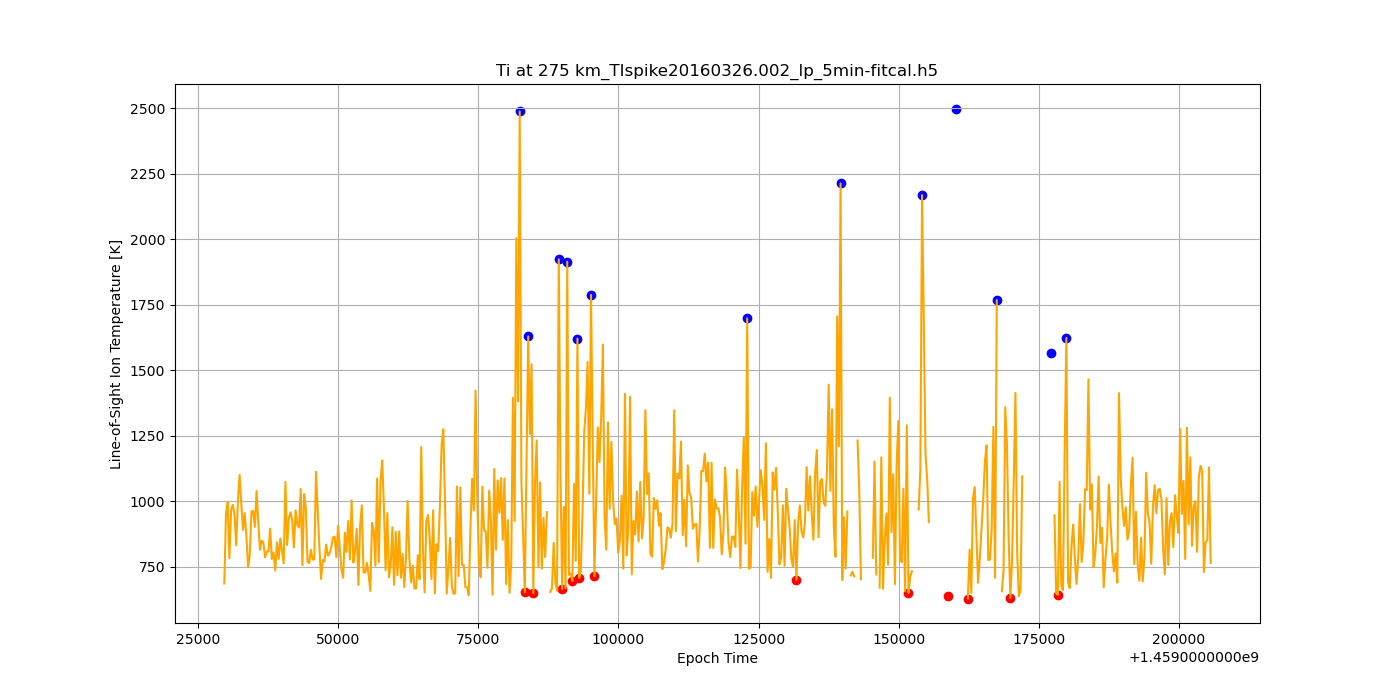 Ti at 275 km_TIspike20160326.002_lp_5min-fitcal.h5
Line-of-Sight Ion Temperature [K]
2500
2250
2000
1750
1500
1250
1000
750
25000 50000 75000 100000 125000 150000 175000 200000
Epoch Time
+1.4590000000e9